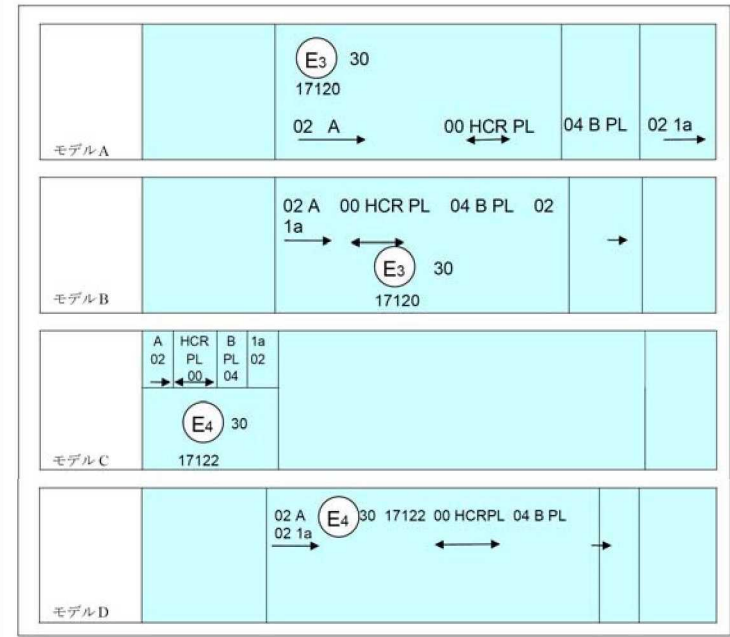 E3 30
17120
02 A 00 HCR PL 04 B PL 02 1a
モデルA
02 A 00 HCR PL 04 B PL 02
1a
E3 30
17120
モデルB
A HCR B 1a
02 PL PL 02
00 04
E4 30
17122
モデルC
02 A E4 30 17122 00 HCRPL 04 B PL
02 1a
モデルD